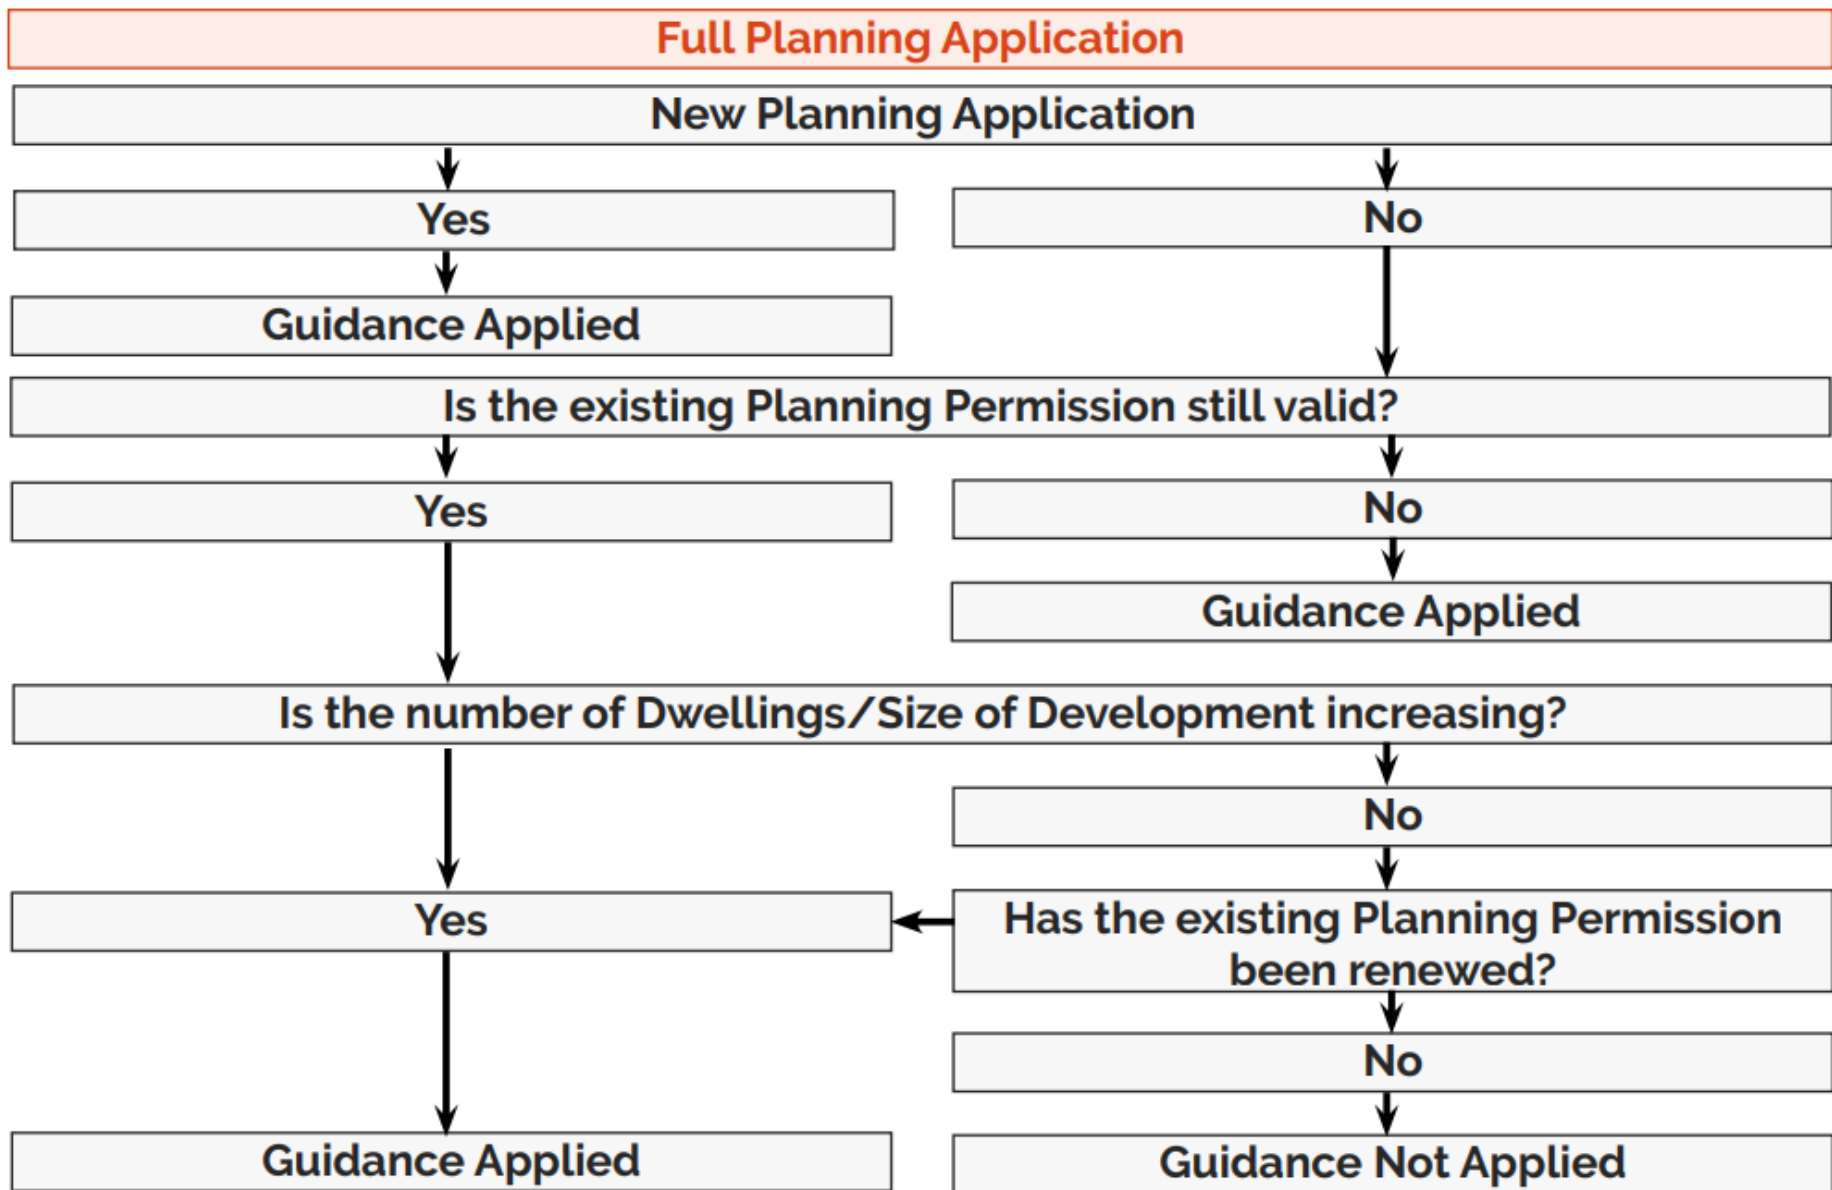 Full Planning Application
New Planning Application
Yes
No
Guidance Applied
Is the existing Planning Permission still valid?
Yes
No
Guidance Applied
Is the number of Dwellings/Size of Development increasing?
No
Yes
Has the existing Planning Permission
been renewed?
No
Guidance Applied
Guidance Not Applied